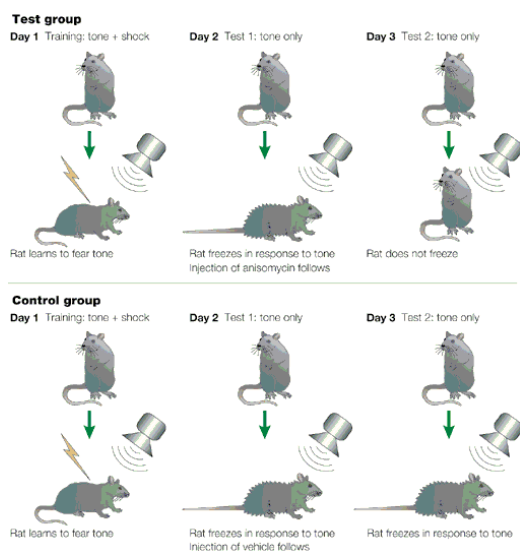 Test group
Day 1 Training: tone + shock
Day 2 Test 1: tone only
Day 3 Test 2: tone only
Rat learns to fear tone
Rat freezes in response to tone
Injection of anisomycin follows
Rat does not freeze
Control group
Day 1 Training: tone + shock
Day 2 Test 1: tone only
Day 3 Test 2: tone only
Rat learns to fear tone
Rat freezes in response to tone
Injection of vehicle follows
Rat freezes in response to tone